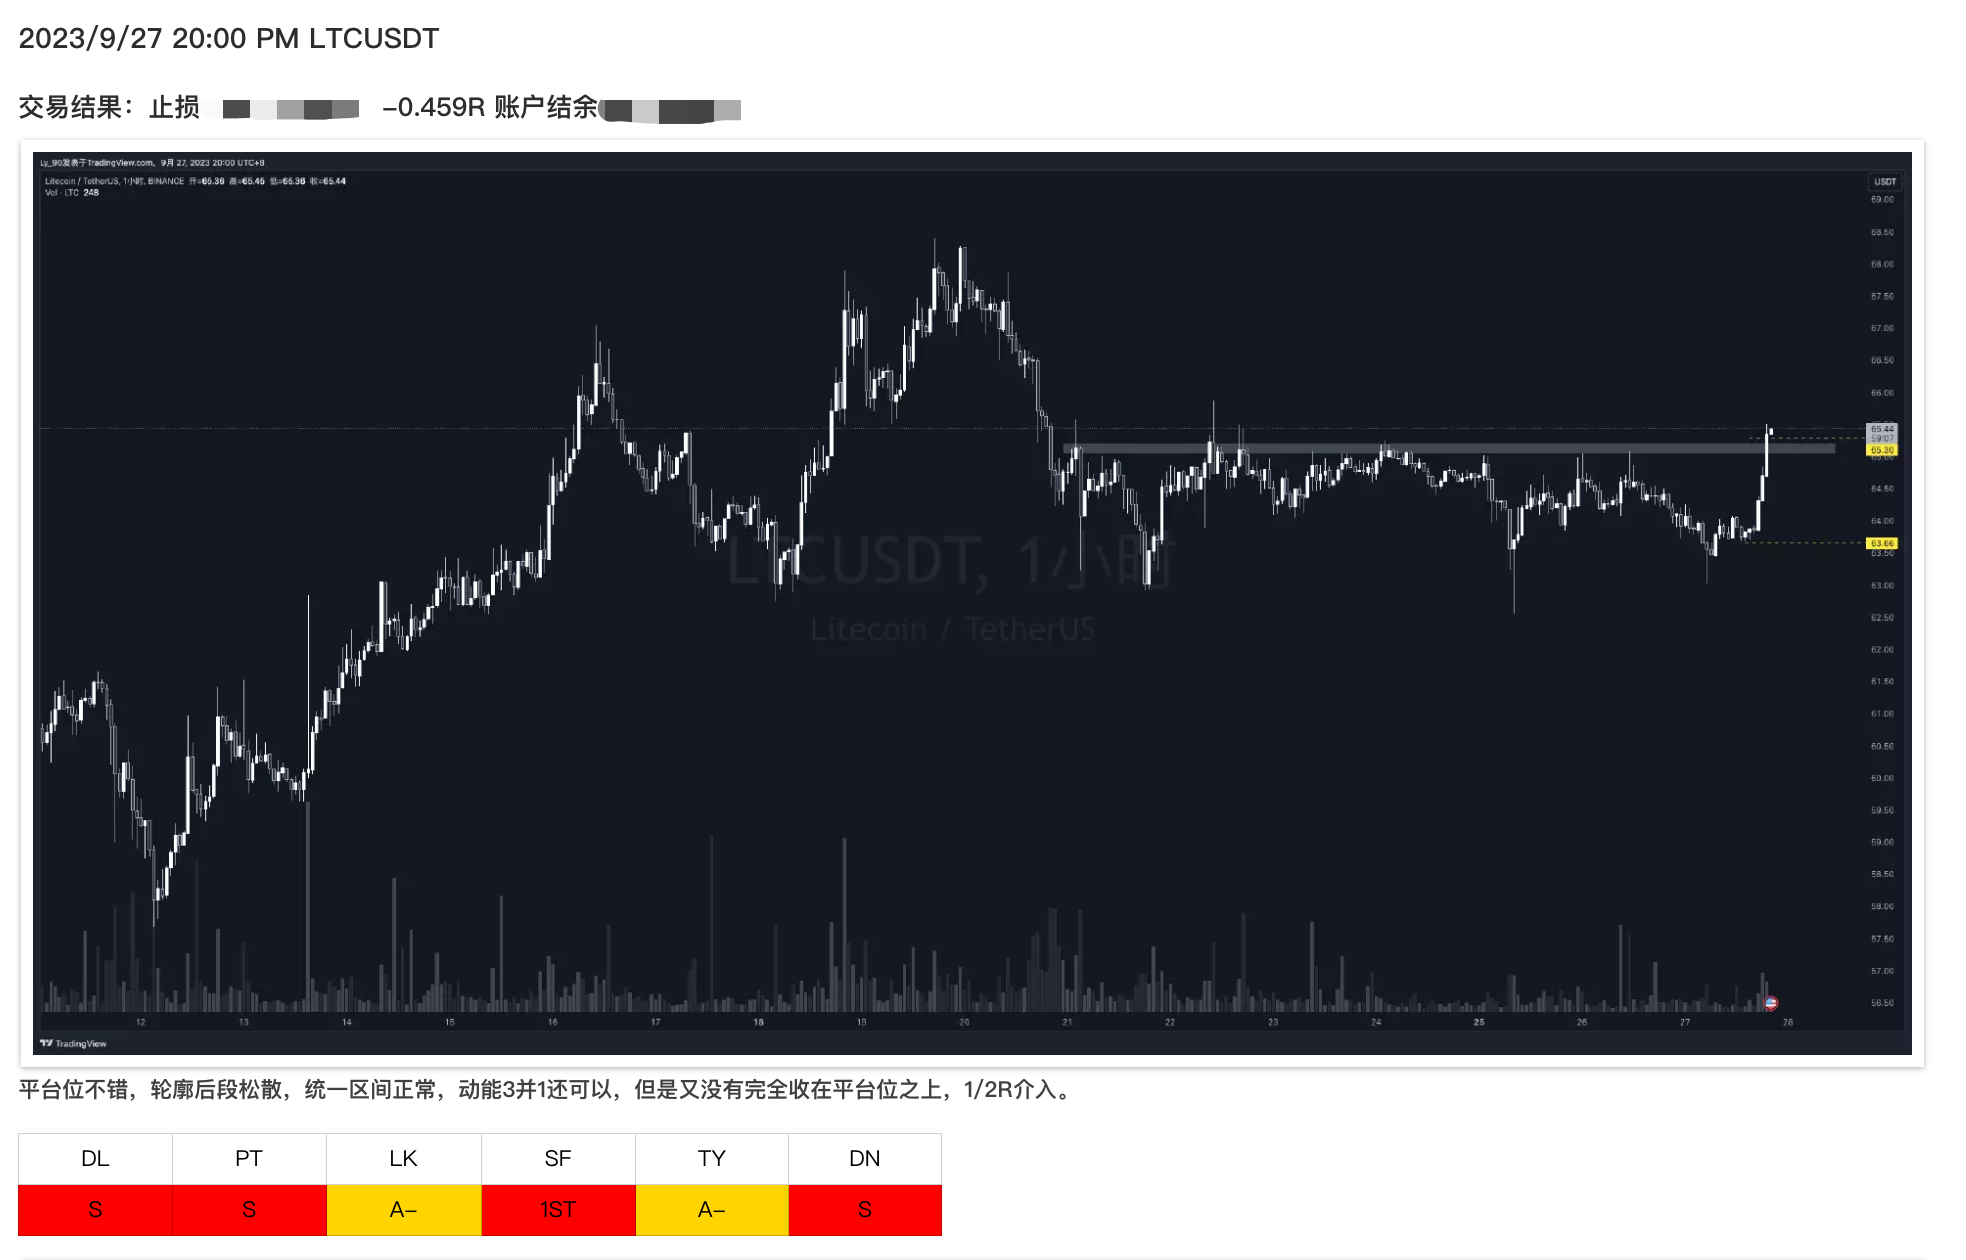 2023/9/27 20:00 PM LTCUSDT
交易结果：止损 -0.459R 账户结余
Ly_90发表于TradingView.com, 9月 27, 2023 20:00 UTC+8
Litecoin / TetherUS, 1小时, BINANCE 开=65.36 高=65.45 低=65.36 收=65.44
Vol · LTC 248
USDT
69.00
68.50
68.00
67.50
67.00
66.50
66.00
65.44
59:07
65.30
65.00
64.50
64.00
63.66
63.50
63.00
62.50
62.00
61.50
61.00
60.50
60.00
59.50
59.00
58.50
58.00
57.50
57.00
56.50
LTCUSDT, 1小时
Litecoin / TetherUS
12 13 14 15 16 17 18 19 20 21 22 23 24 25 26 27 28
TradingView
平台位不错，轮廓后段松散，统一区间正常，动能3并1还可以，但是又没有完全收在平台位之上，1/2R介入。
DL PT LK SF TY DN
S S A- 1ST A- S